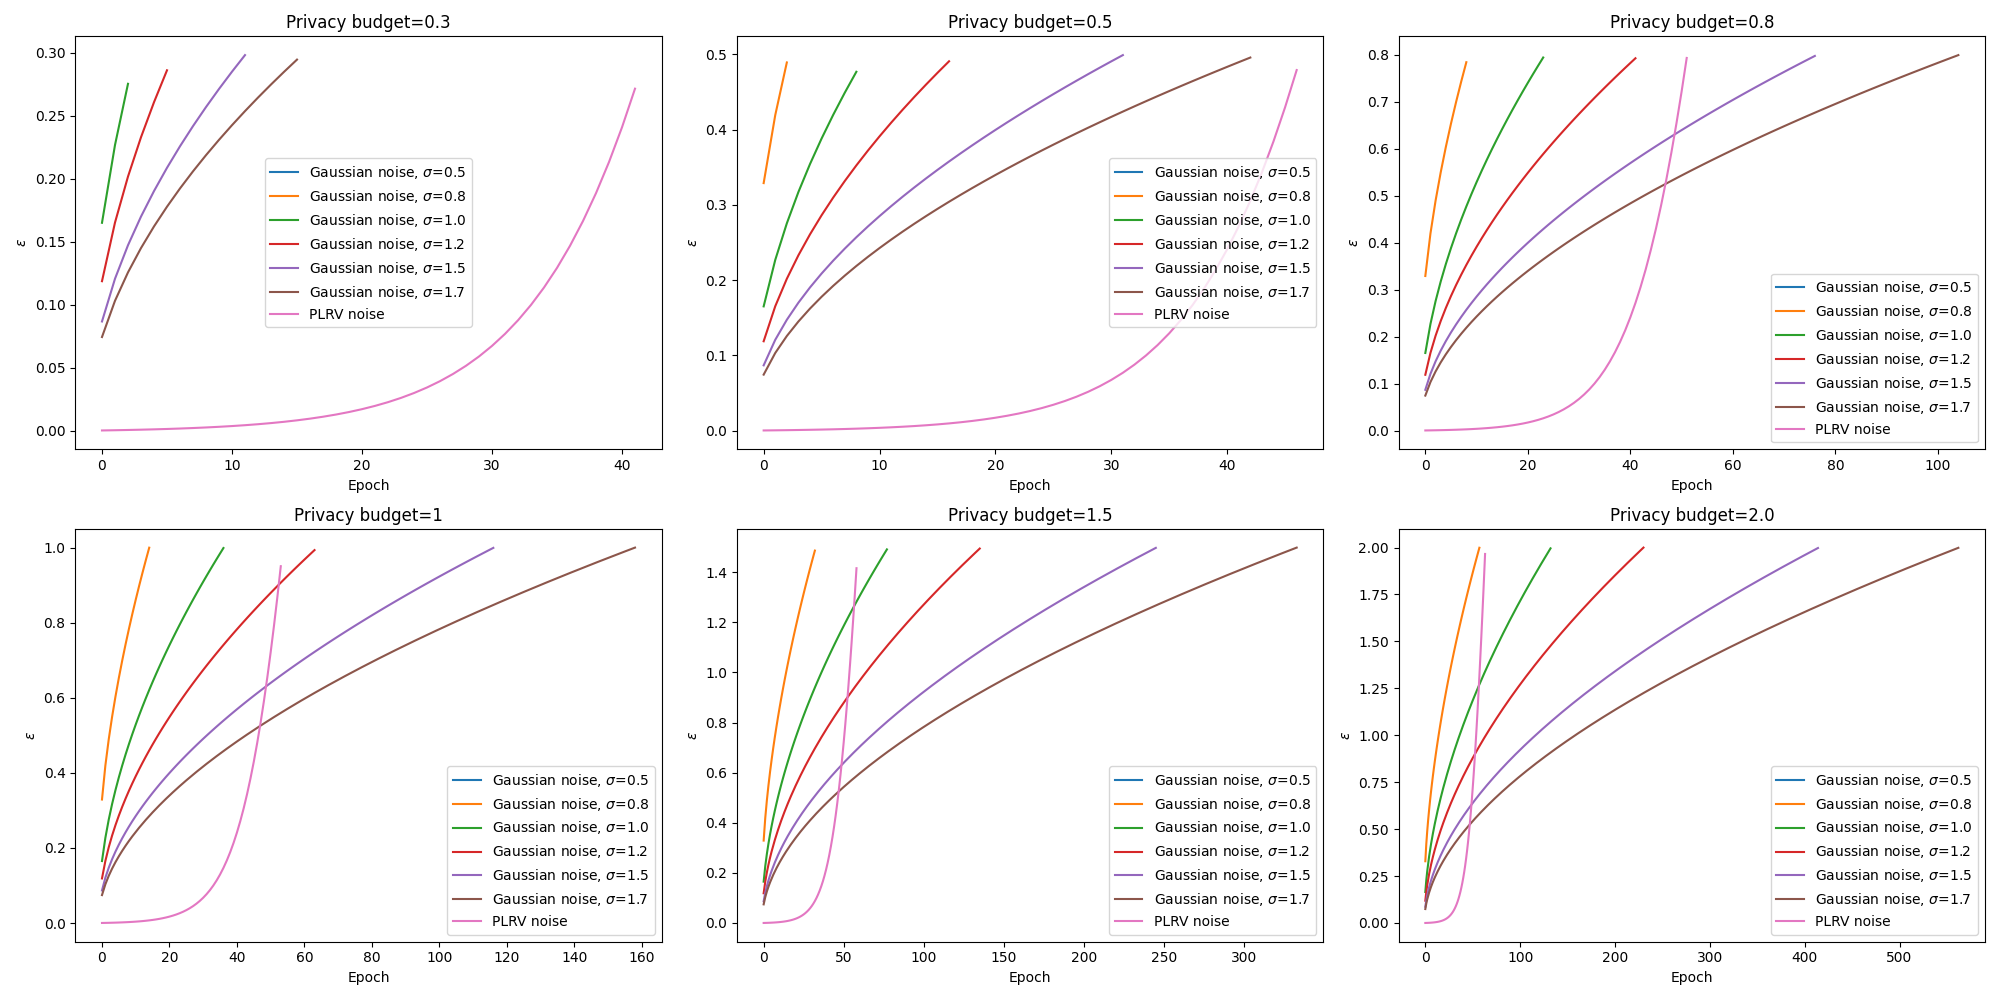 Privacy budget=0.3
0.30
0.25
0.20
0.15
0.10
0.05
0.00
ε
Gaussian noise, σ=0.5
Gaussian noise, σ=0.8
Gaussian noise, σ=1.0
Gaussian noise, σ=1.2
Gaussian noise, σ=1.5
Gaussian noise, σ=1.7
PLRV noise
0 10 20 30 40
Epoch
Privacy budget=0.5
0.5
0.4
0.3
0.2
0.1
0.0
ε
Gaussian noise, σ=0.5
Gaussian noise, σ=0.8
Gaussian noise, σ=1.0
Gaussian noise, σ=1.2
Gaussian noise, σ=1.5
Gaussian noise, σ=1.7
PLRV noise
0 10 20 30 40
Epoch
Privacy budget=0.8
0.8
0.7
0.6
0.5
0.4
0.3
0.2
0.1
0.0
ε
Gaussian noise, σ=0.5
Gaussian noise, σ=0.8
Gaussian noise, σ=1.0
Gaussian noise, σ=1.2
Gaussian noise, σ=1.5
Gaussian noise, σ=1.7
PLRV noise
0 20 40 60 80 100
Epoch
Privacy budget=1
1.0
0.8
0.6
0.4
0.2
0.0
ε
Gaussian noise, σ=0.5
Gaussian noise, σ=0.8
Gaussian noise, σ=1.0
Gaussian noise, σ=1.2
Gaussian noise, σ=1.5
Gaussian noise, σ=1.7
PLRV noise
0 20 40 60 80 100 120 140 160
Epoch
Privacy budget=1.5
1.4
1.2
1.0
0.8
0.6
0.4
0.2
0.0
ε
Gaussian noise, σ=0.5
Gaussian noise, σ=0.8
Gaussian noise, σ=1.0
Gaussian noise, σ=1.2
Gaussian noise, σ=1.5
Gaussian noise, σ=1.7
PLRV noise
0 50 100 150 200 250 300
Epoch
Privacy budget=2.0
2.00
1.75
1.50
1.25
1.00
0.75
0.50
0.25
0.00
ε
Gaussian noise, σ=0.5
Gaussian noise, σ=0.8
Gaussian noise, σ=1.0
Gaussian noise, σ=1.2
Gaussian noise, σ=1.5
Gaussian noise, σ=1.7
PLRV noise
0 100 200 300 400 500
Epoch